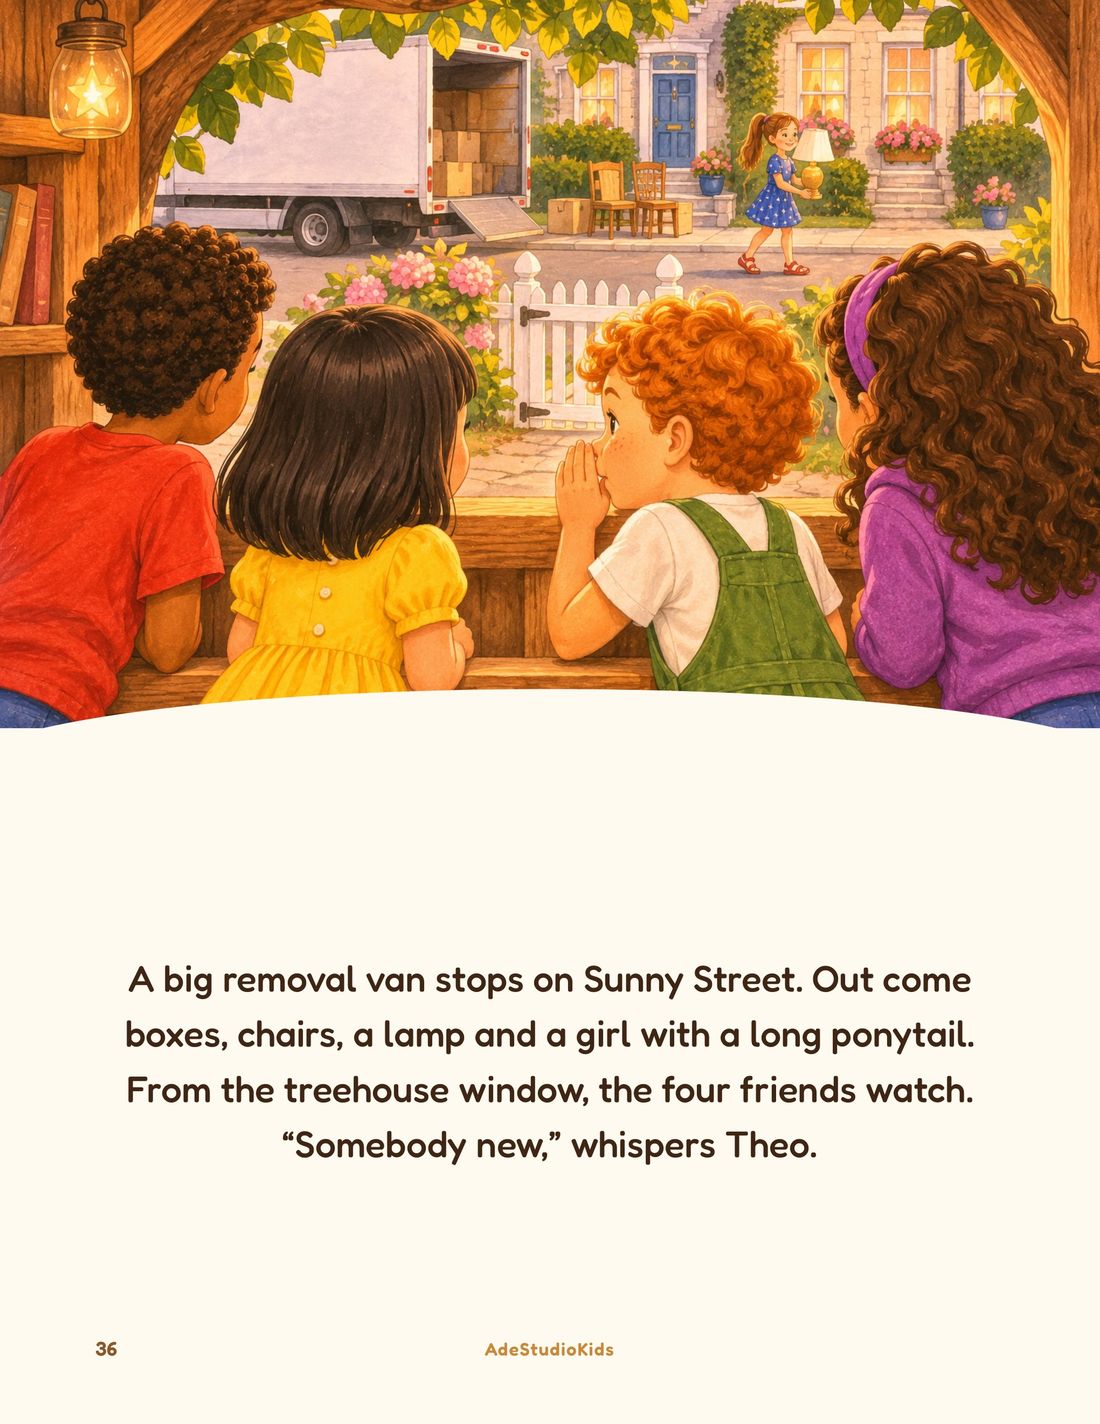 A big removal van stops on Sunny Street. Out come
boxes, chairs, a lamp and a girl with a long ponytail.
From the treehouse window, the four friends watch.
“Somebody new,” whispers Theo.
36
AdeStudioKids